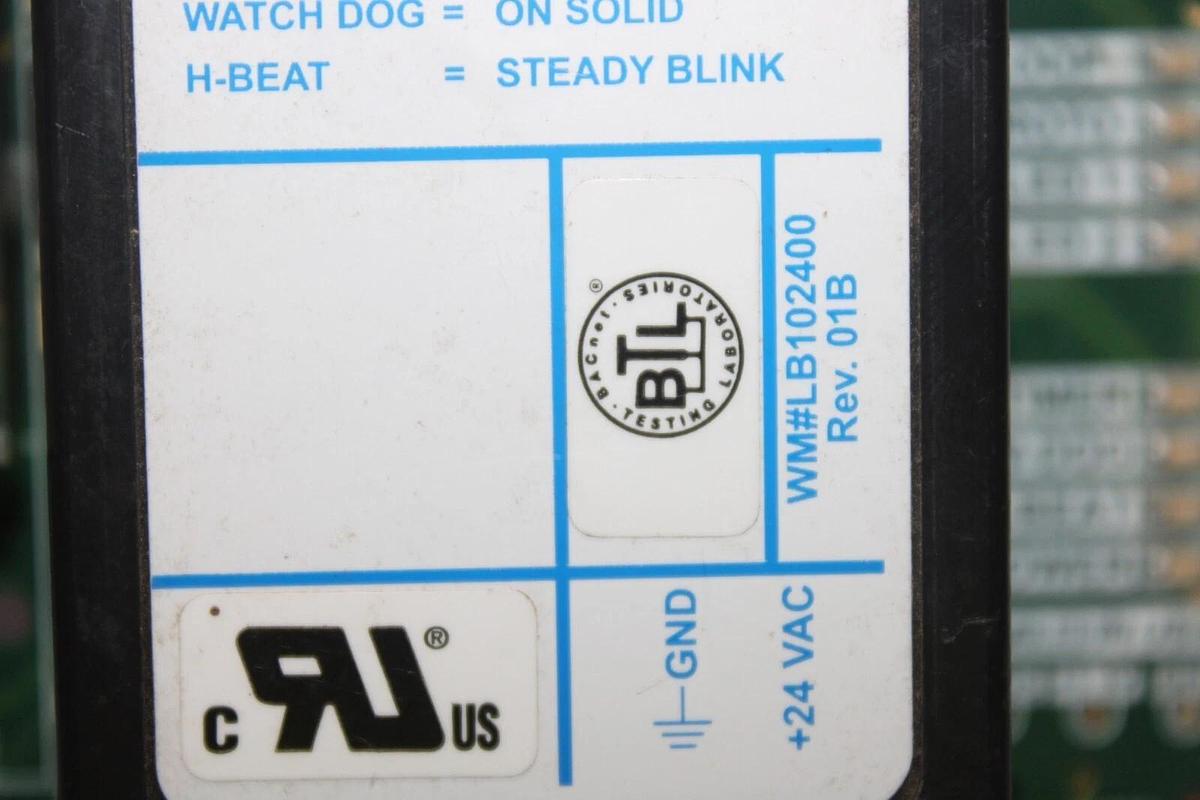 WATCH DOG = ON SOLID
H-BEAT = STEADY BLINK
BACnet · TESTING LABORATORIES ·
BTL
®
WM#LB102400
Rev. 01B
C RU ® US
GND
+24 VAC